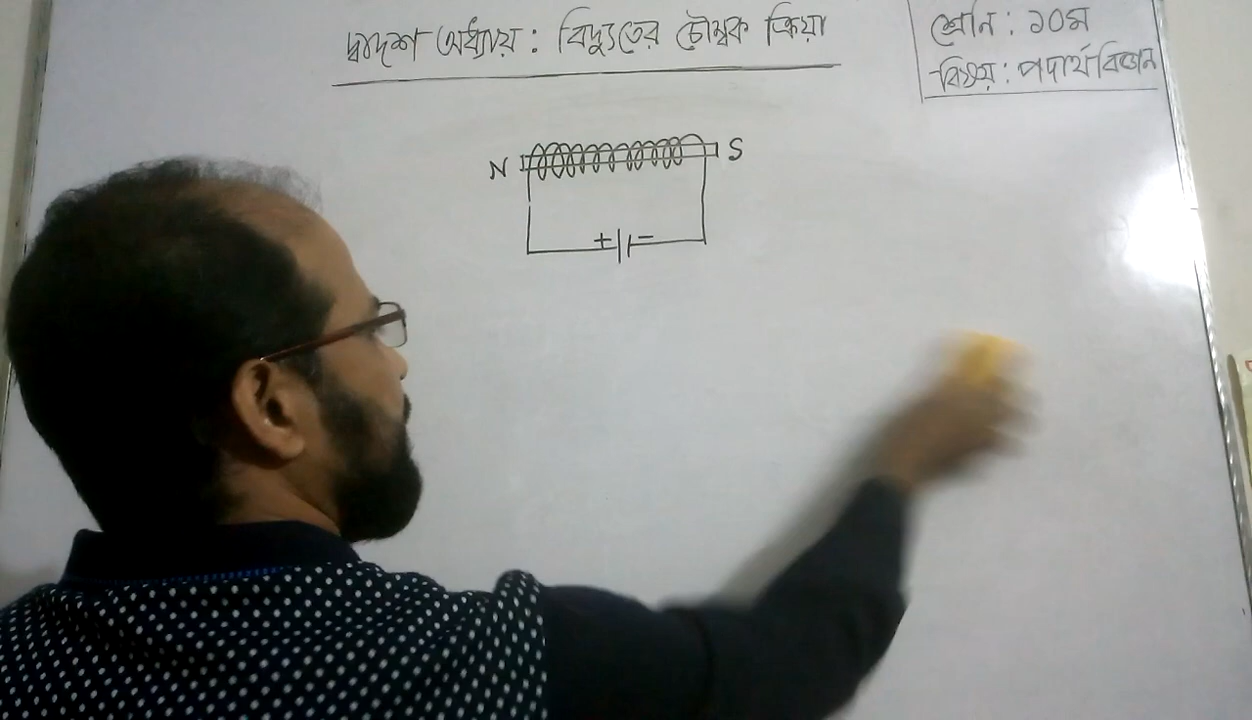 দ্বাদশ অধ্যায় : বিদ্যুতের চৌম্বক ক্রিয়া
শ্রেনি : ১০ম
বিষয় : পদার্থবিজ্ঞান
N S
+ −